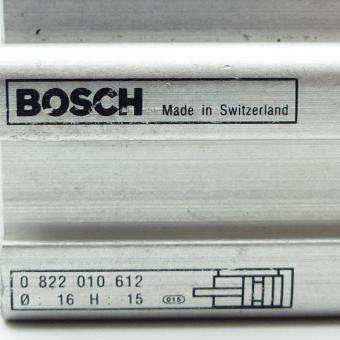 BOSCH Made in Switzerland
0 822 010 612
Ø : 16 H : 15 015